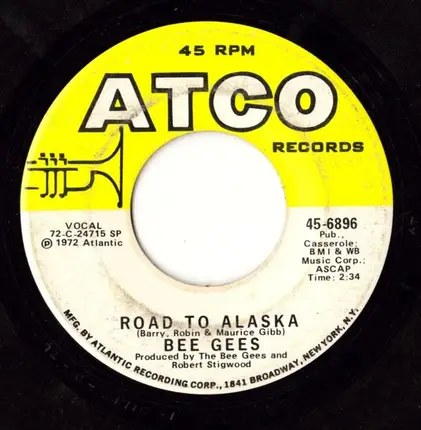 45 RPM
ATCO
RECORDS
VOCAL
72-C-24715 SP
℗ 1972 Atlantic
45-6896
Pub.,
Casserole;
BMI & WB
Music Corp.;
ASCAP
Time: 2:34
ROAD TO ALASKA
(Barry, Robin & Maurice Gibb)
BEE GEES
Produced by The Bee Gees and
Robert Stigwood
MFG. BY ATLANTIC RECORDING CORP., 1841 BROADWAY, NEW YORK, N.Y.